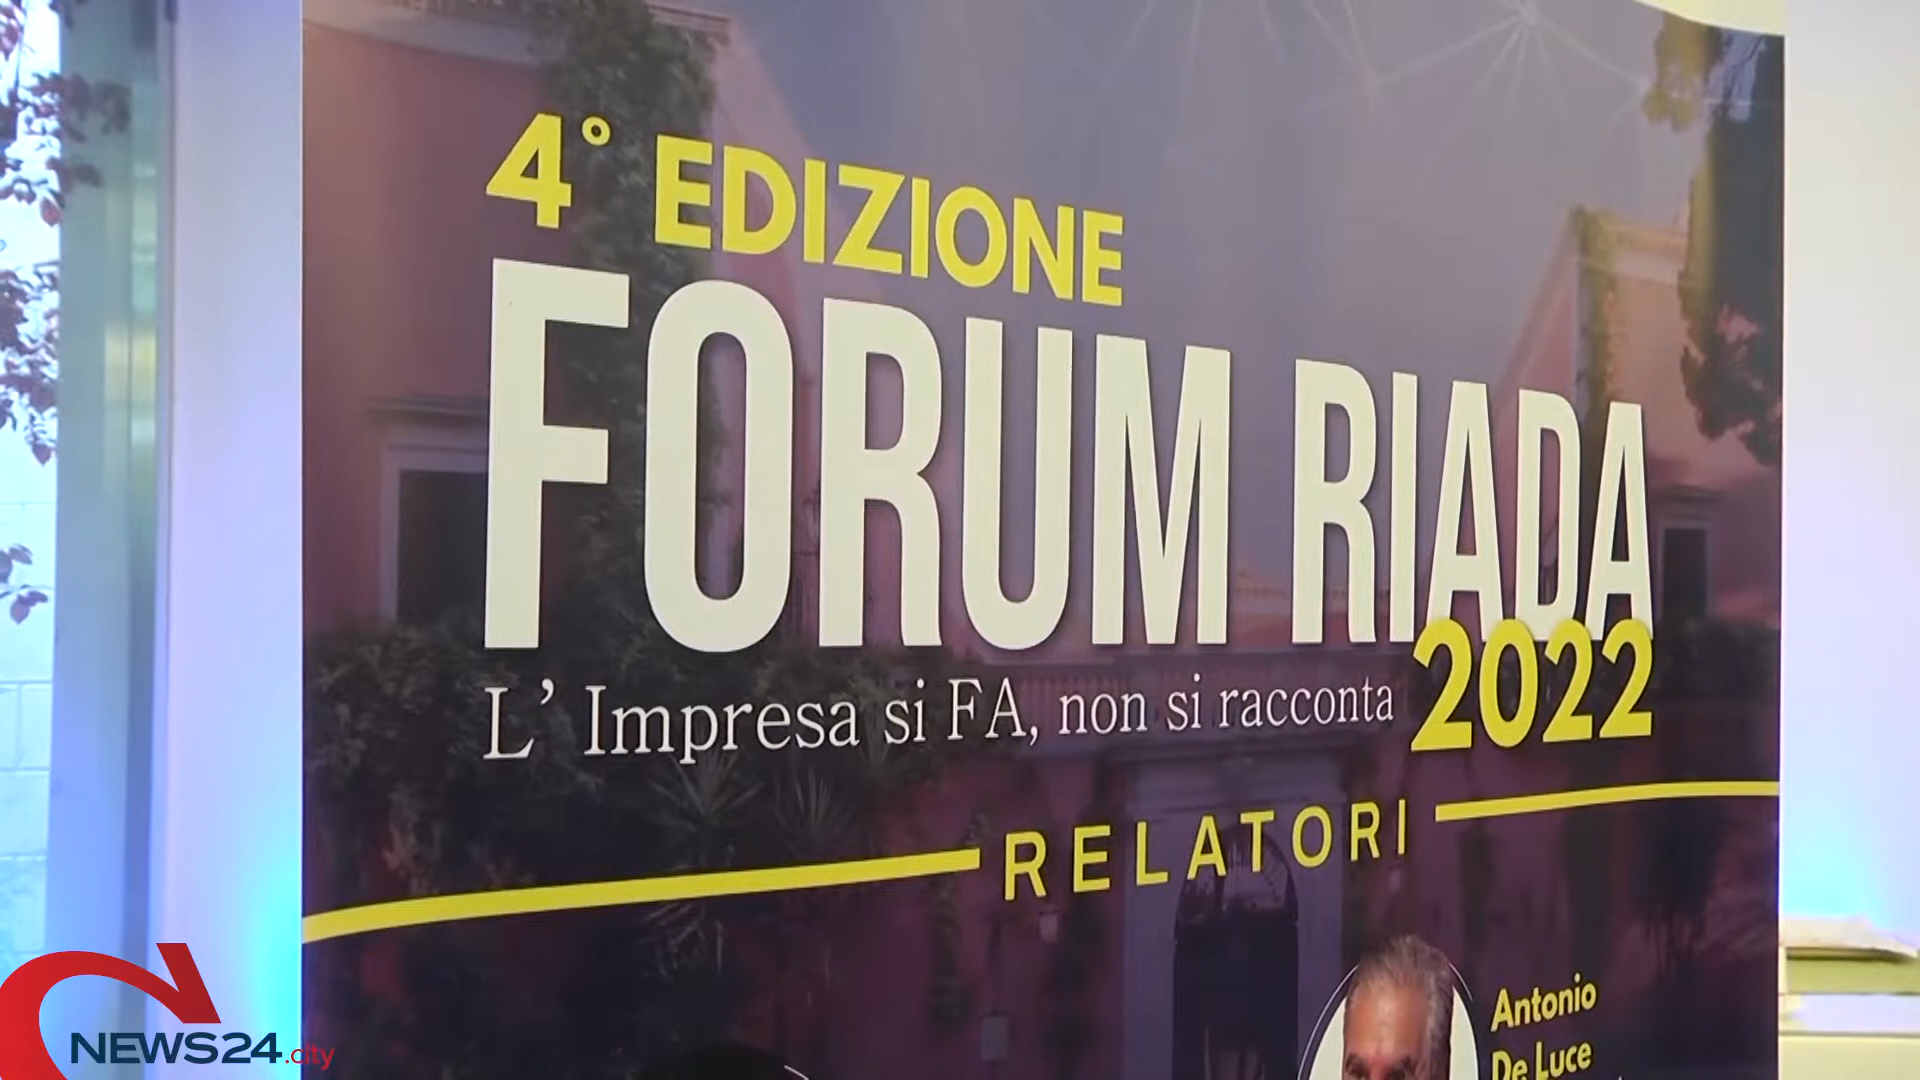 4° EDIZIONE
FORUM RIADA
2022
L' Impresa si FA, non si racconta
RELATORI
Antonio
De Luce
NEWS24.city